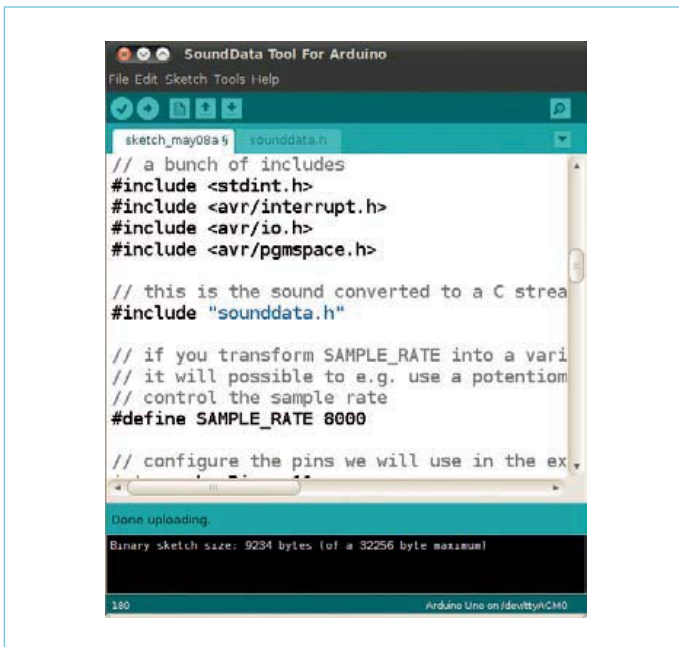 SoundData Tool For Arduino
File Edit Sketch Tools Help
sketch_may08a § sounddata.h
// a bunch of includes
#include <stdint.h>
#include <avr/interrupt.h>
#include <avr/io.h>
#include <avr/pgmspace.h>
// this is the sound converted to a C strea
#include "sounddata.h"
// if you transform SAMPLE_RATE into a vari
// it will possible to e.g. use a potentiom
// control the sample rate
#define SAMPLE_RATE 8000
// configure the pins we will use in the ex
Done uploading.
Binary sketch size: 9234 bytes (of a 32256 byte maximum)
180 Arduino Uno on /dev/ttyACM0